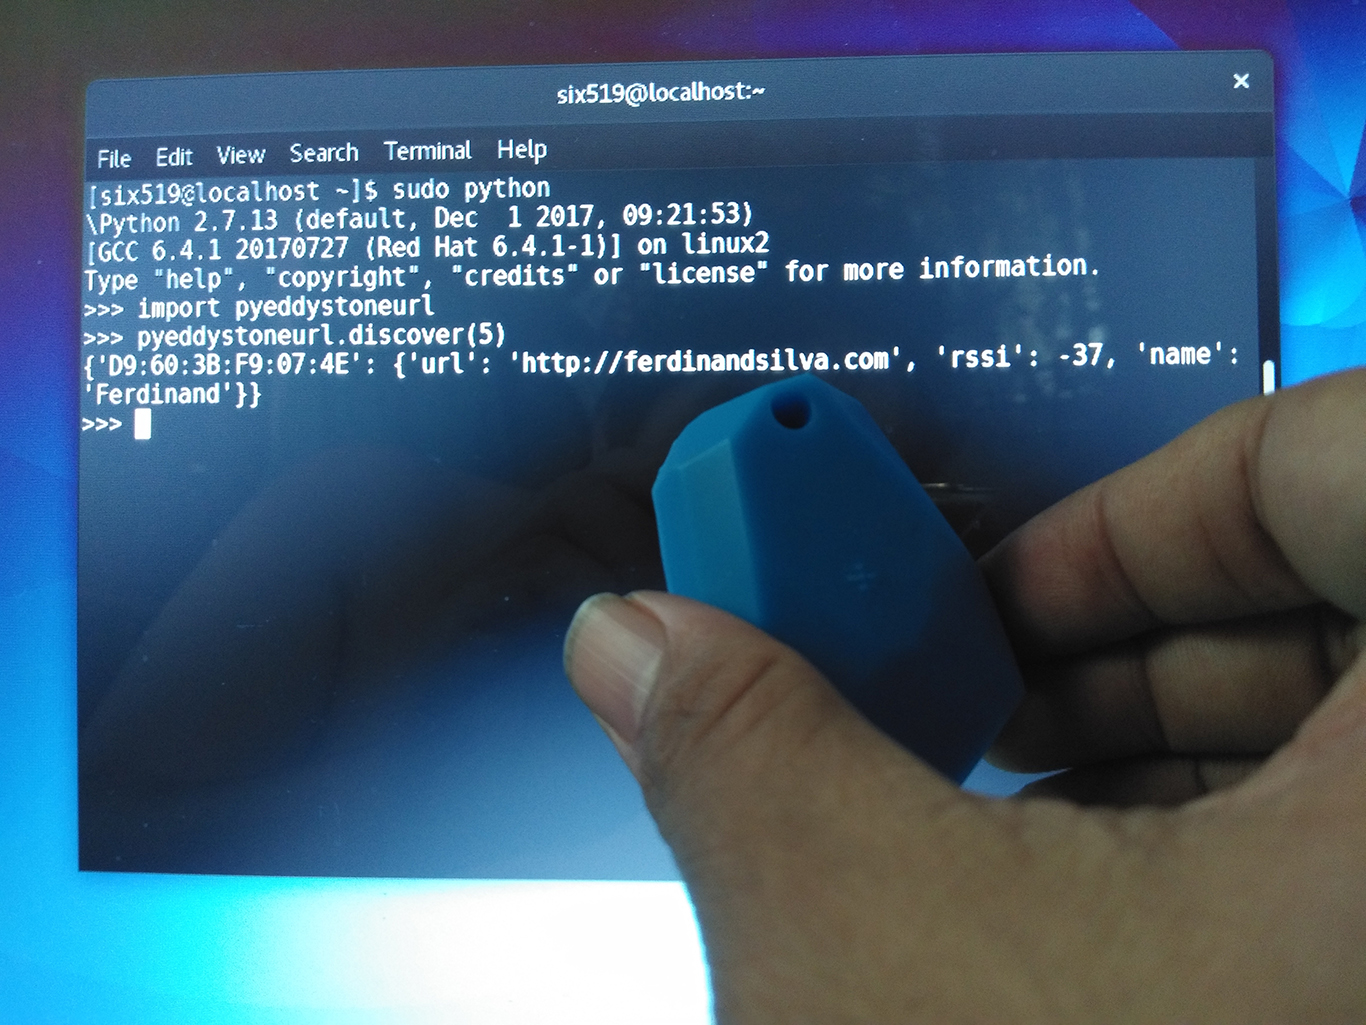 six519@localhost:~
File Edit View Search Terminal Help
[six519@localhost ~]$ sudo python
\Python 2.7.13 (default, Dec  1 2017, 09:21:53)
[GCC 6.4.1 20170727 (Red Hat 6.4.1-1)] on linux2
Type "help", "copyright", "credits" or "license" for more information.
>>> import pyeddystoneurl
>>> pyeddystoneurl.discover(5)
{'D9:60:3B:F9:07:4E': {'url': 'http://ferdinandsilva.com', 'rssi': -37, 'name':
'Ferdinand'}}
>>>